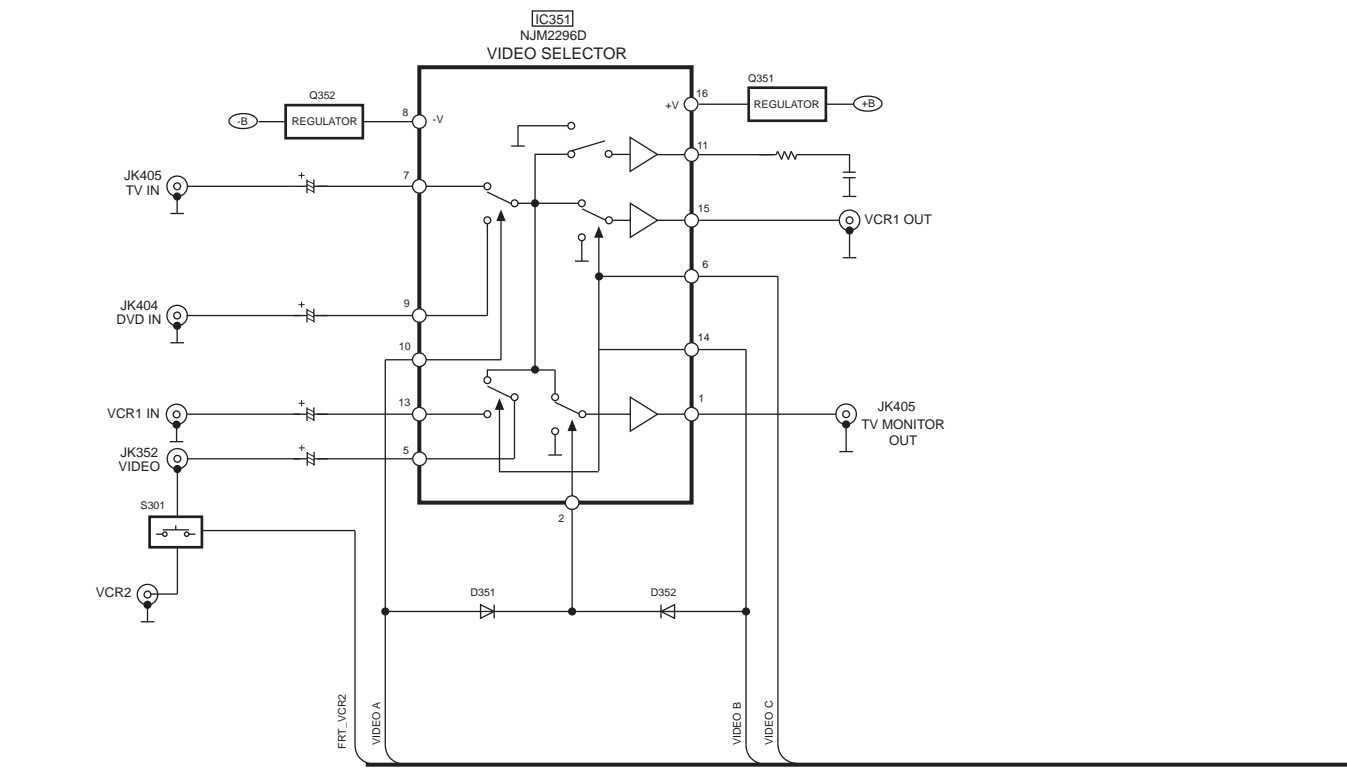 IC351
NJM2296D
VIDEO SELECTOR
Q352
-B
REGULATOR
8
-V
Q351
16
+V
REGULATOR
+B
11
JK405
TV IN
+
7
15
VCR1 OUT
6
JK404
DVD IN
+
9
10
14
VCR1 IN
+
13
1
JK405
TV MONITOR
OUT
JK352
VIDEO
+
5
S301
2
VCR2
D351
D352
FRT_VCR2
VIDEO A
VIDEO B
VIDEO C